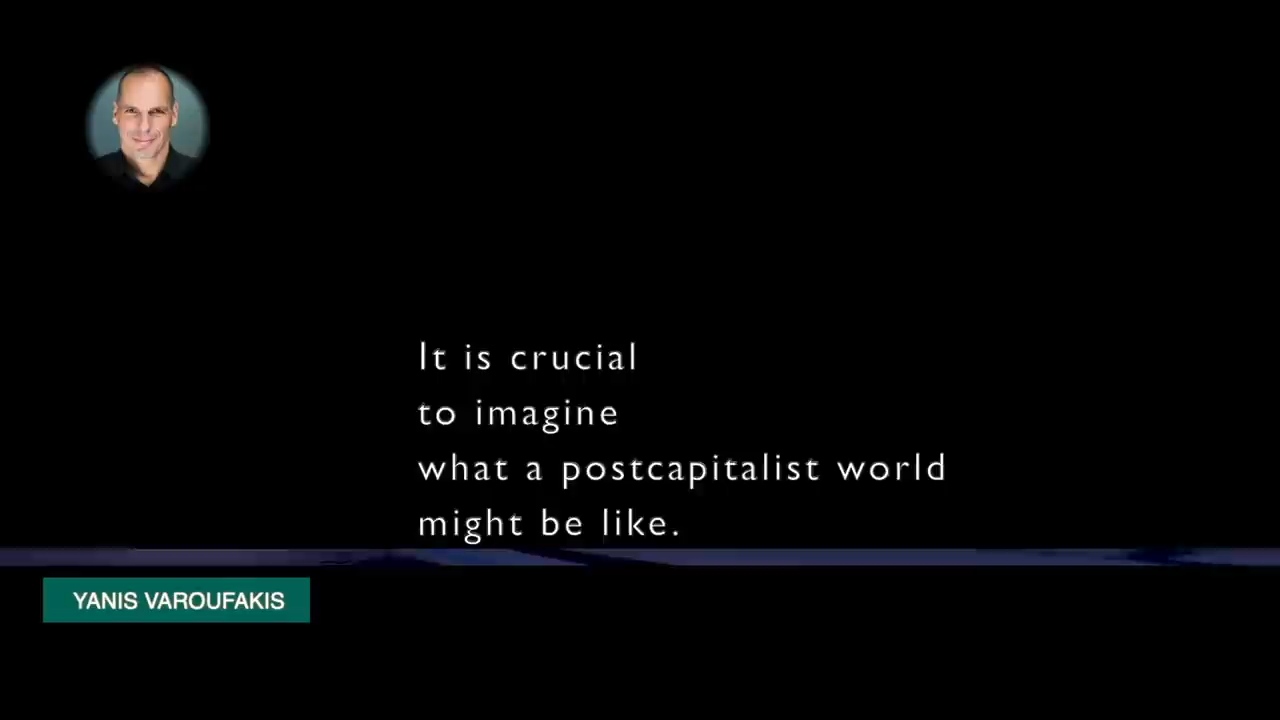 It is crucial
to imagine
what a postcapitalist world
might be like.
YANIS VAROUFAKIS